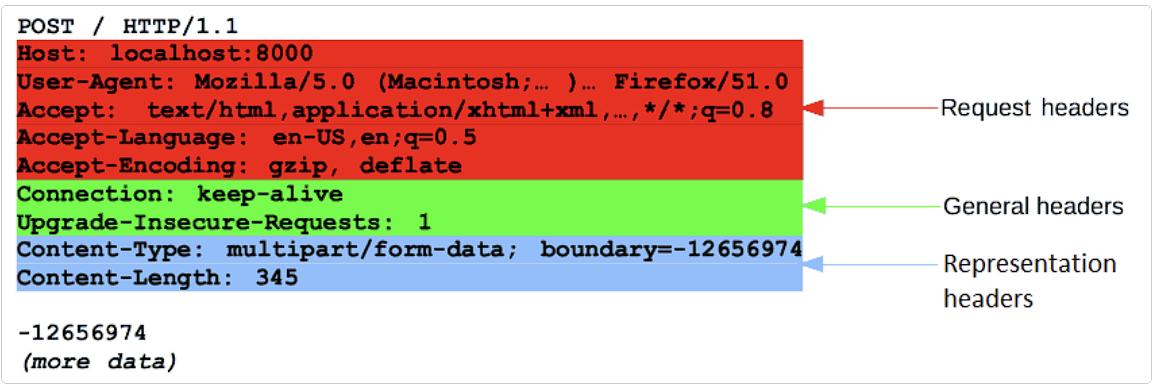 POST / HTTP/1.1
Host: localhost:8000
User-Agent: Mozilla/5.0 (Macintosh;… )… Firefox/51.0
Accept: text/html,application/xhtml+xml,…,*/*;q=0.8
Request headers
Accept-Language: en-US,en;q=0.5
Accept-Encoding: gzip, deflate
Connection: keep-alive
General headers
Upgrade-Insecure-Requests: 1
Content-Type: multipart/form-data; boundary=-12656974
Content-Length: 345
Representation
headers
-12656974
(more data)